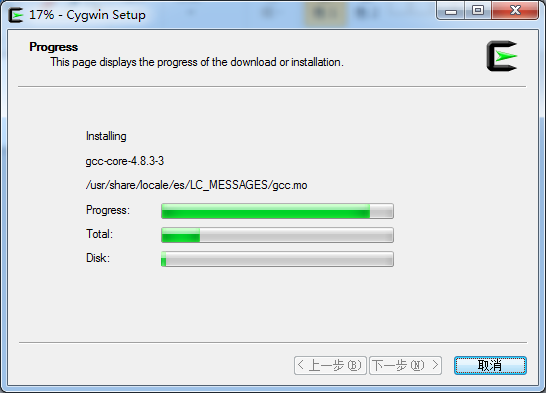 17% - Cygwin Setup
Progress
This page displays the progress of the download or installation.
Installing
gcc-core-4.8.3-3
/usr/share/locale/es/LC_MESSAGES/gcc.mo
Progress:
Total:
Disk:
< 上一步(B) 下一步(N) > 取消